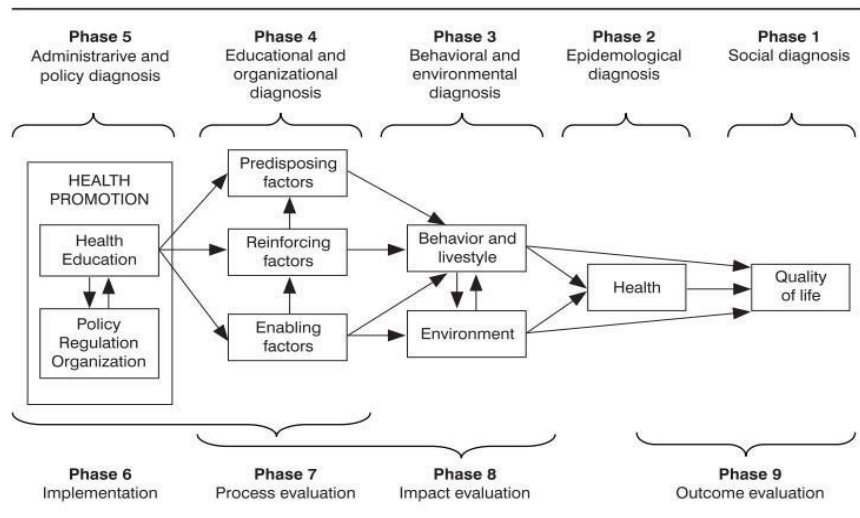 Phase 5
Administrarive and
policy diagnosis
Phase 4
Educational and
organizational
diagnosis
Phase 3
Behavioral and
environmental
diagnosis
Phase 2
Epidemological
diagnosis
Phase 1
Social diagnosis
HEALTH
PROMOTION
Health
Education
Policy
Regulation
Organization
Predisposing
factors
Reinforcing
factors
Enabling
factors
Behavior and
livestyle
Environment
Health
Quality
of life
Phase 6
Implementation
Phase 7
Process evaluation
Phase 8
Impact evaluation
Phase 9
Outcome evaluation